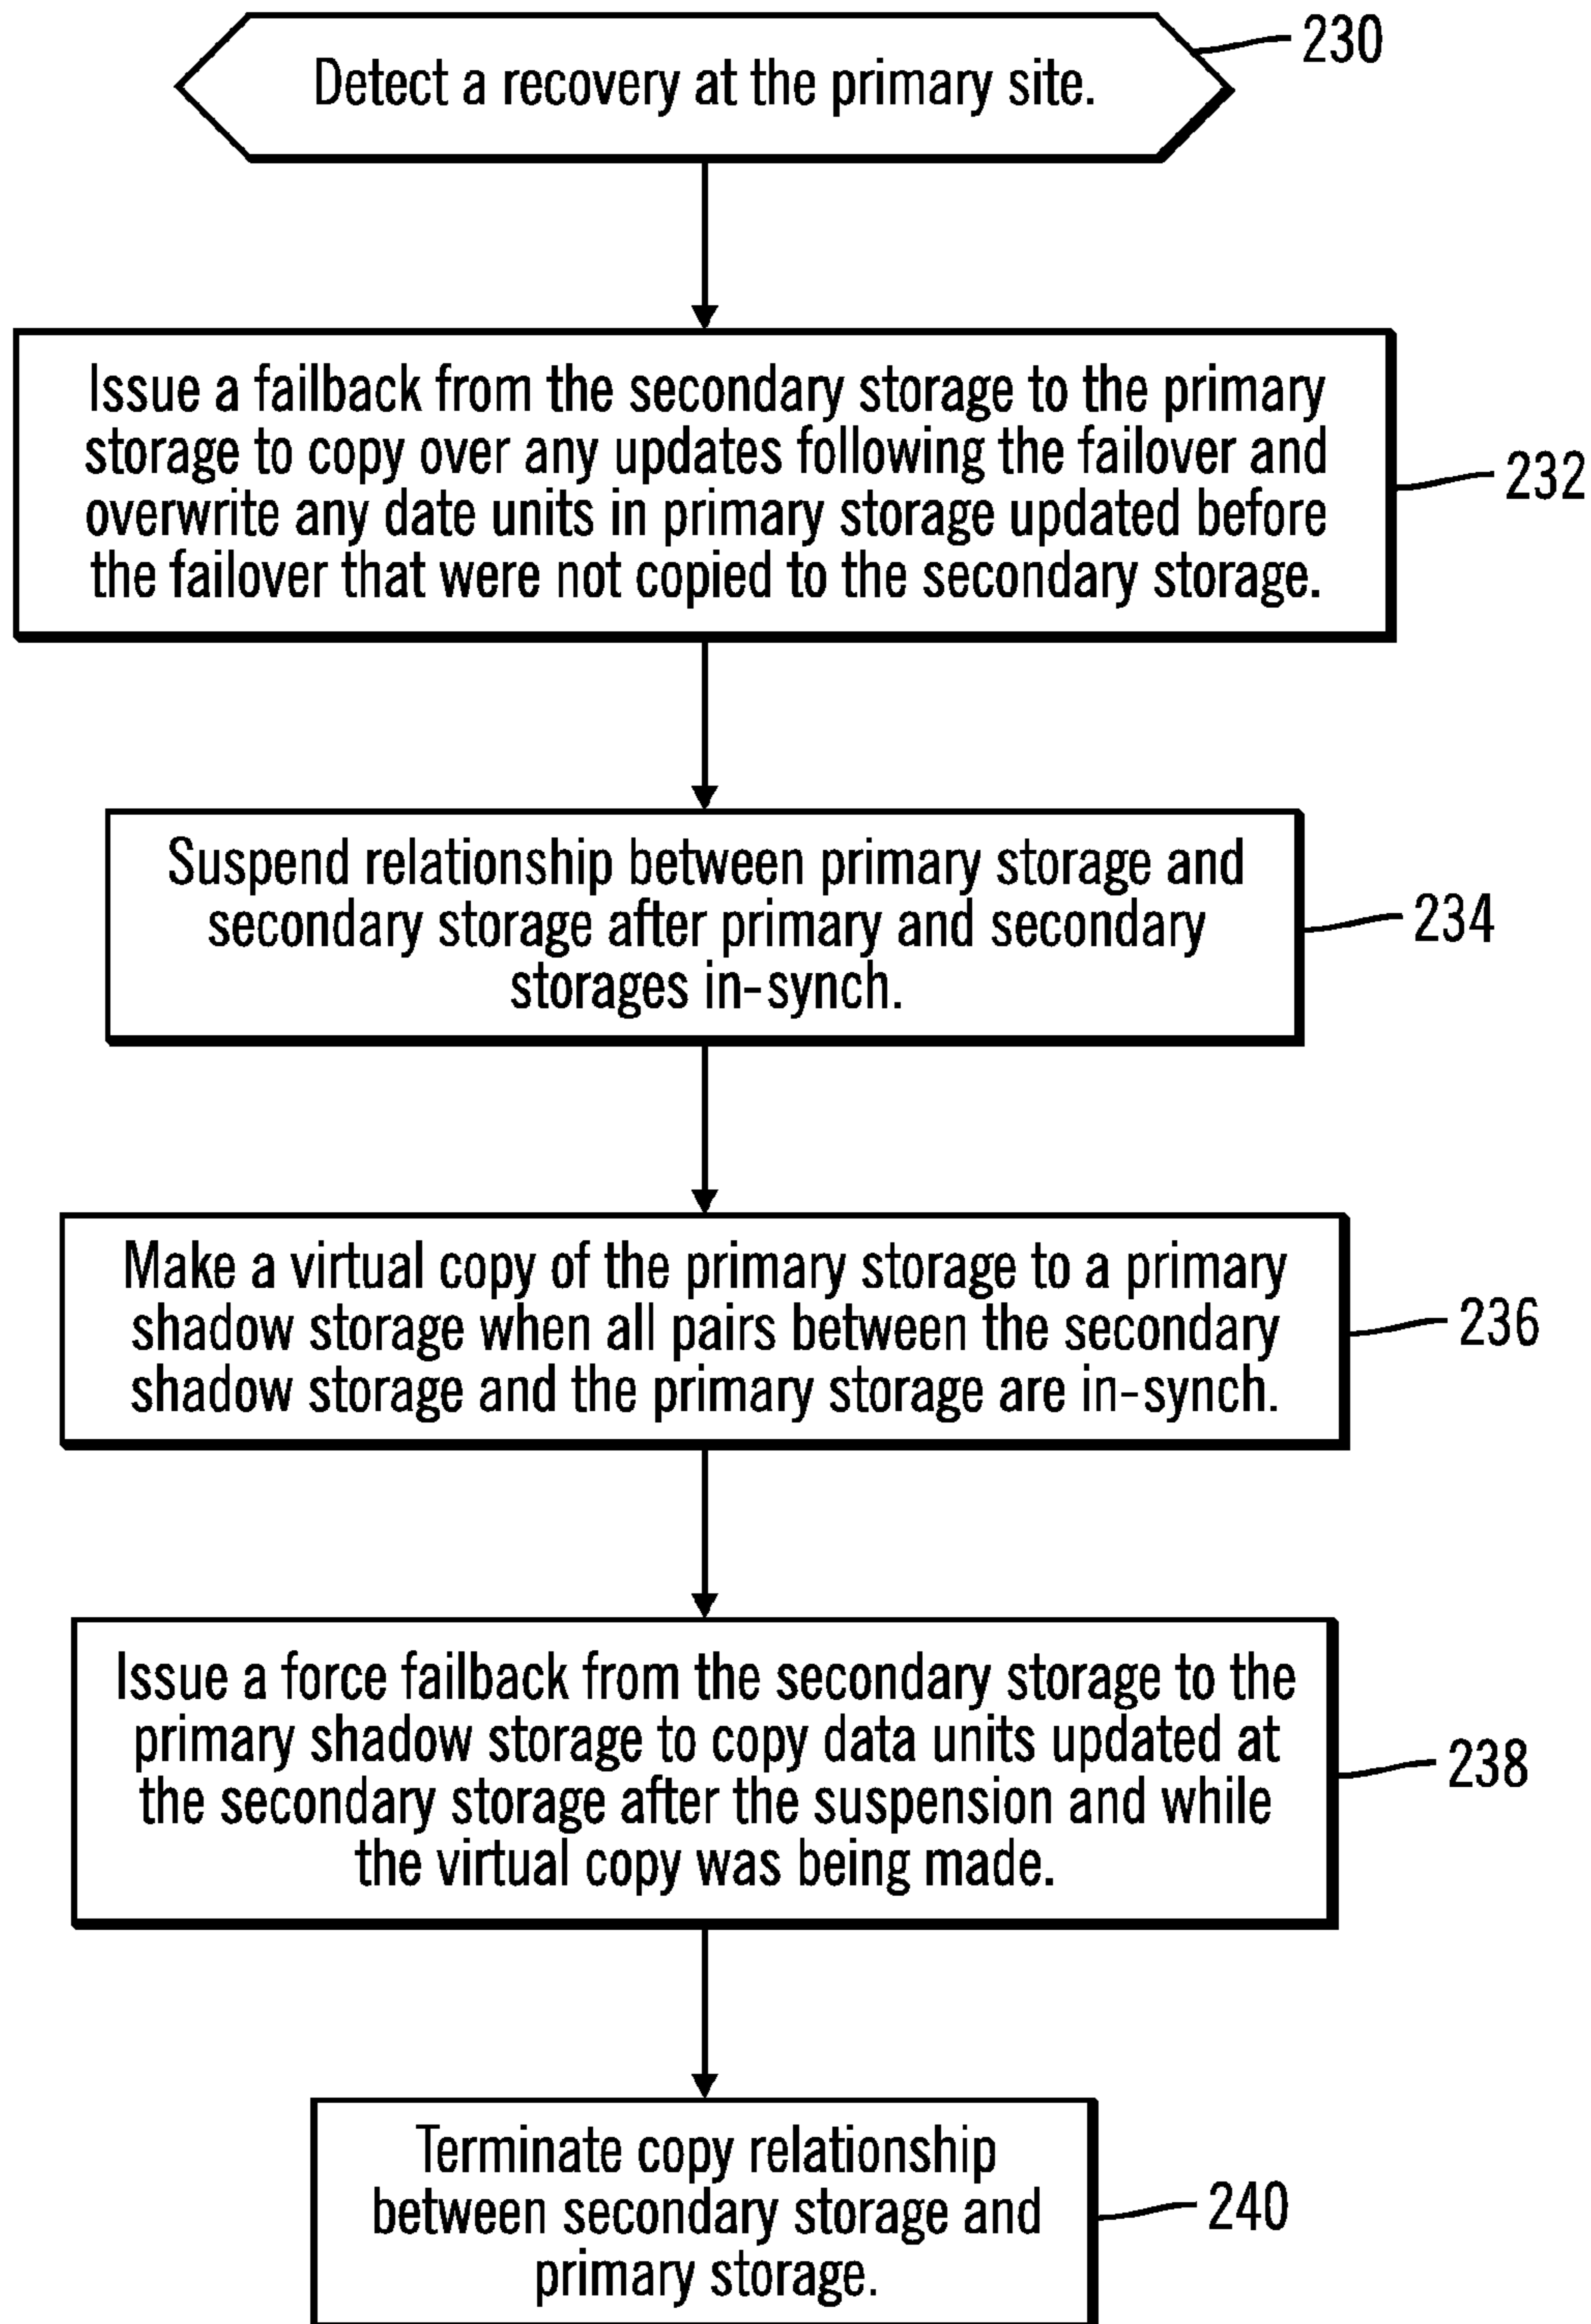 Detect a recovery at the primary site.
230
Issue a failback from the secondary storage to the primary
storage to copy over any updates following the failover and
overwrite any date units in primary storage updated before
the failover that were not copied to the secondary storage.
232
Suspend relationship between primary storage and
secondary storage after primary and secondary
storages in-synch.
234
Make a virtual copy of the primary storage to a primary
shadow storage when all pairs between the secondary
shadow storage and the primary storage are in-synch.
236
Issue a force failback from the secondary storage to the
primary shadow storage to copy data units updated at
the secondary storage after the suspension and while
the virtual copy was being made.
238
Terminate copy relationship
between secondary storage and
primary storage.
240